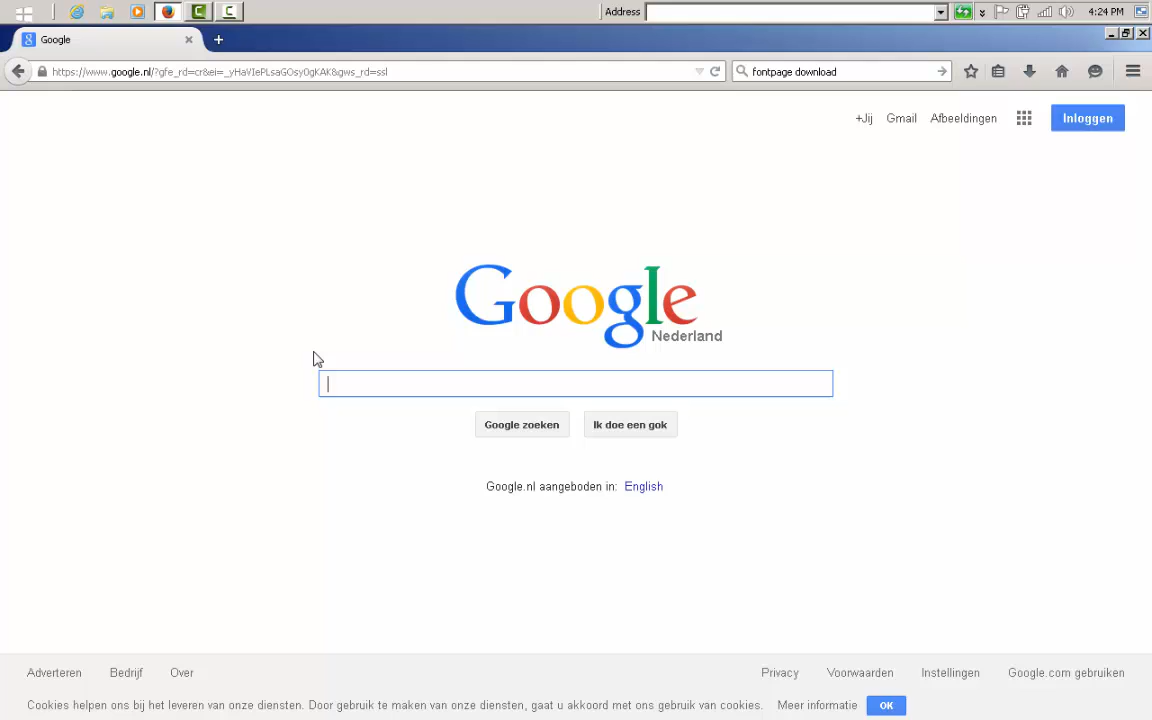 Address
4:24 PM
Google
https://www.google.nl/?gfe_rd=cr&ei=_yHaVIePLsaGOsyOgKAK&gws_rd=ssl
fontpage download
+Jij
Gmail
Afbeeldingen
Inloggen
Google
Nederland
Google zoeken
Ik doe een gok
Google.nl aangeboden in: English
Adverteren
Bedrijf
Over
Privacy
Voorwaarden
Instellingen
Google.com gebruiken
Cookies helpen ons bij het leveren van onze diensten. Door gebruik te maken van onze diensten, gaat u akkoord met ons gebruik van cookies.
Meer informatie
OK